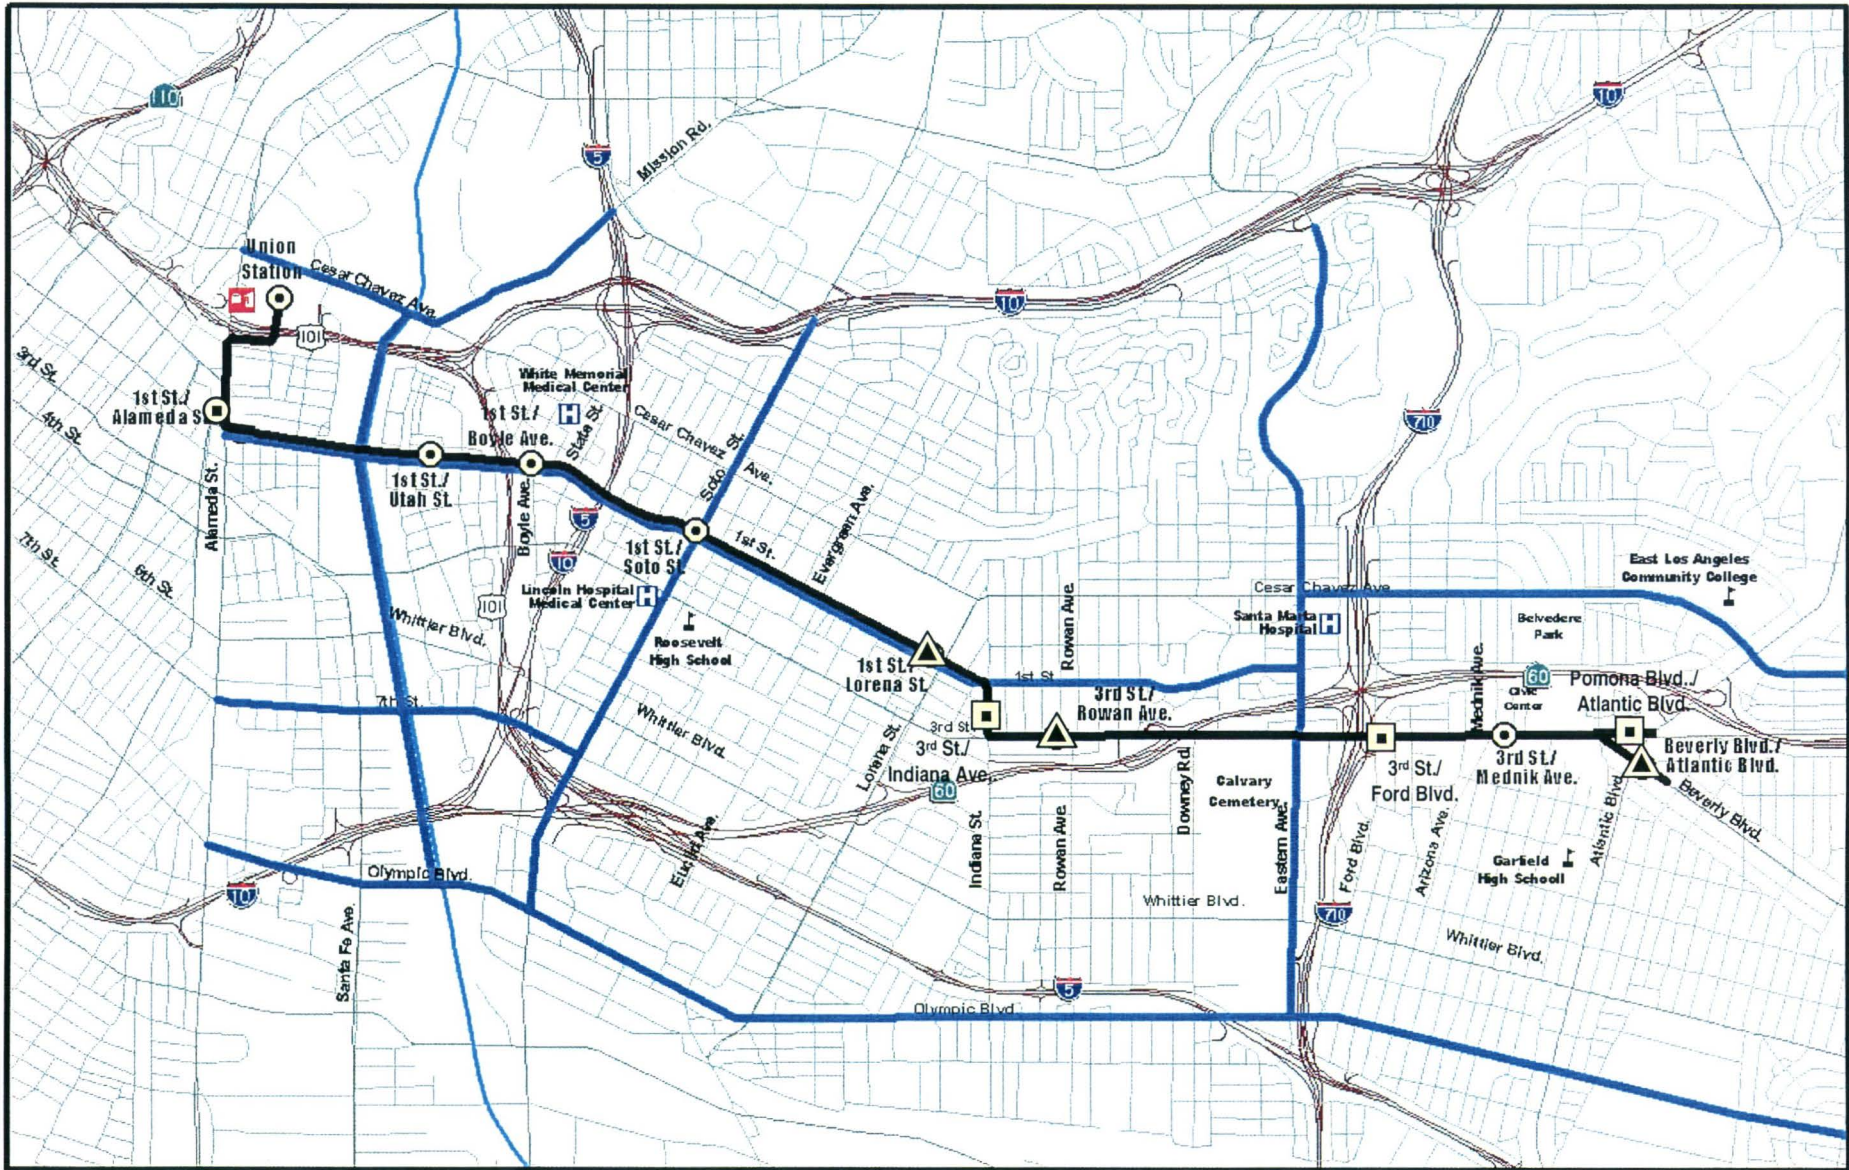 110
10
5
Mission Rd.
Union
Station
Cesar Chavez Ave.
10
101
3rd St.
1st St./
Alameda S
4th St.
White Memorial
Medical Center
H
1st St./
Boyle Ave.
State St.
Cesar Chavez
Ave.
Soto St.
710
1st St./
Utah St.
Alameda St.
Boyle Ave.
5
7th St.
6th St.
10
1st St./
Soto St.
1st St.
Evergreen Ave.
East Los Angeles
Community College
Cesar Chavez Ave
Lincoln Hospital
Medical Center
H
101
Whittier Blvd.
Roosevelt
High School
Rowan Ave.
Santa Marta
Hospital
H
Belvedere
Park
1st St.
Lorena St.
1st St
3rd St./
Rowan Ave.
Mednik Ave.
60
Civic
Center
Pomona Blvd../
Atlantic Blvd.
7th St.
Whittier Blvd.
Lorena St.
3rd St
3rd St./
Indiana Ave.
60
Downey Rd.
Calvary
Cemetery
3rd St./
Ford Blvd.
3rd St./
Mednik Ave.
Beverly Blvd./
Atlantic Blvd.
Beverly Blvd.
Atlantic Blvd
Euclid Ave.
Indiana St.
Rowan Ave.
Eastern Ave.
Ford Blvd.
Arizona Ave.
Garfield
High Schooll
10
Olympic Blvd.
Whittier Blvd.
710
Whittier Blvd.
Santa Fe Ave.
5
Olympic Blvd